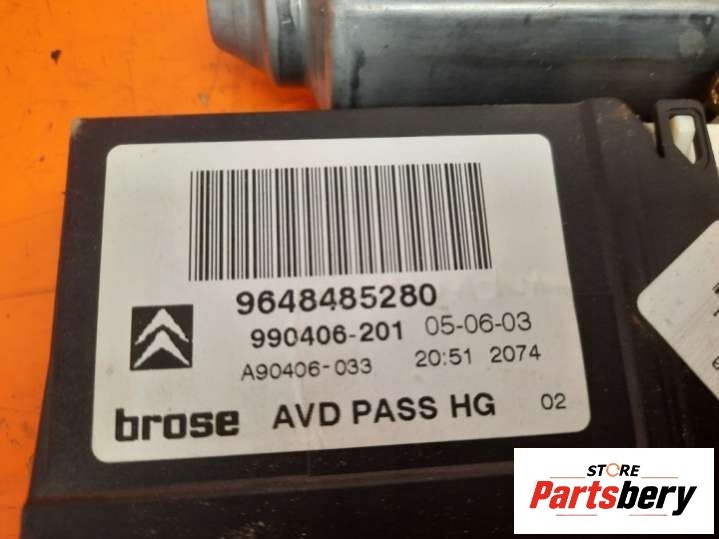 9648485280
990406-201 05-06-03
A90406-033 20:51 2074
brose AVD PASS HG 02
STORE
Partsbery